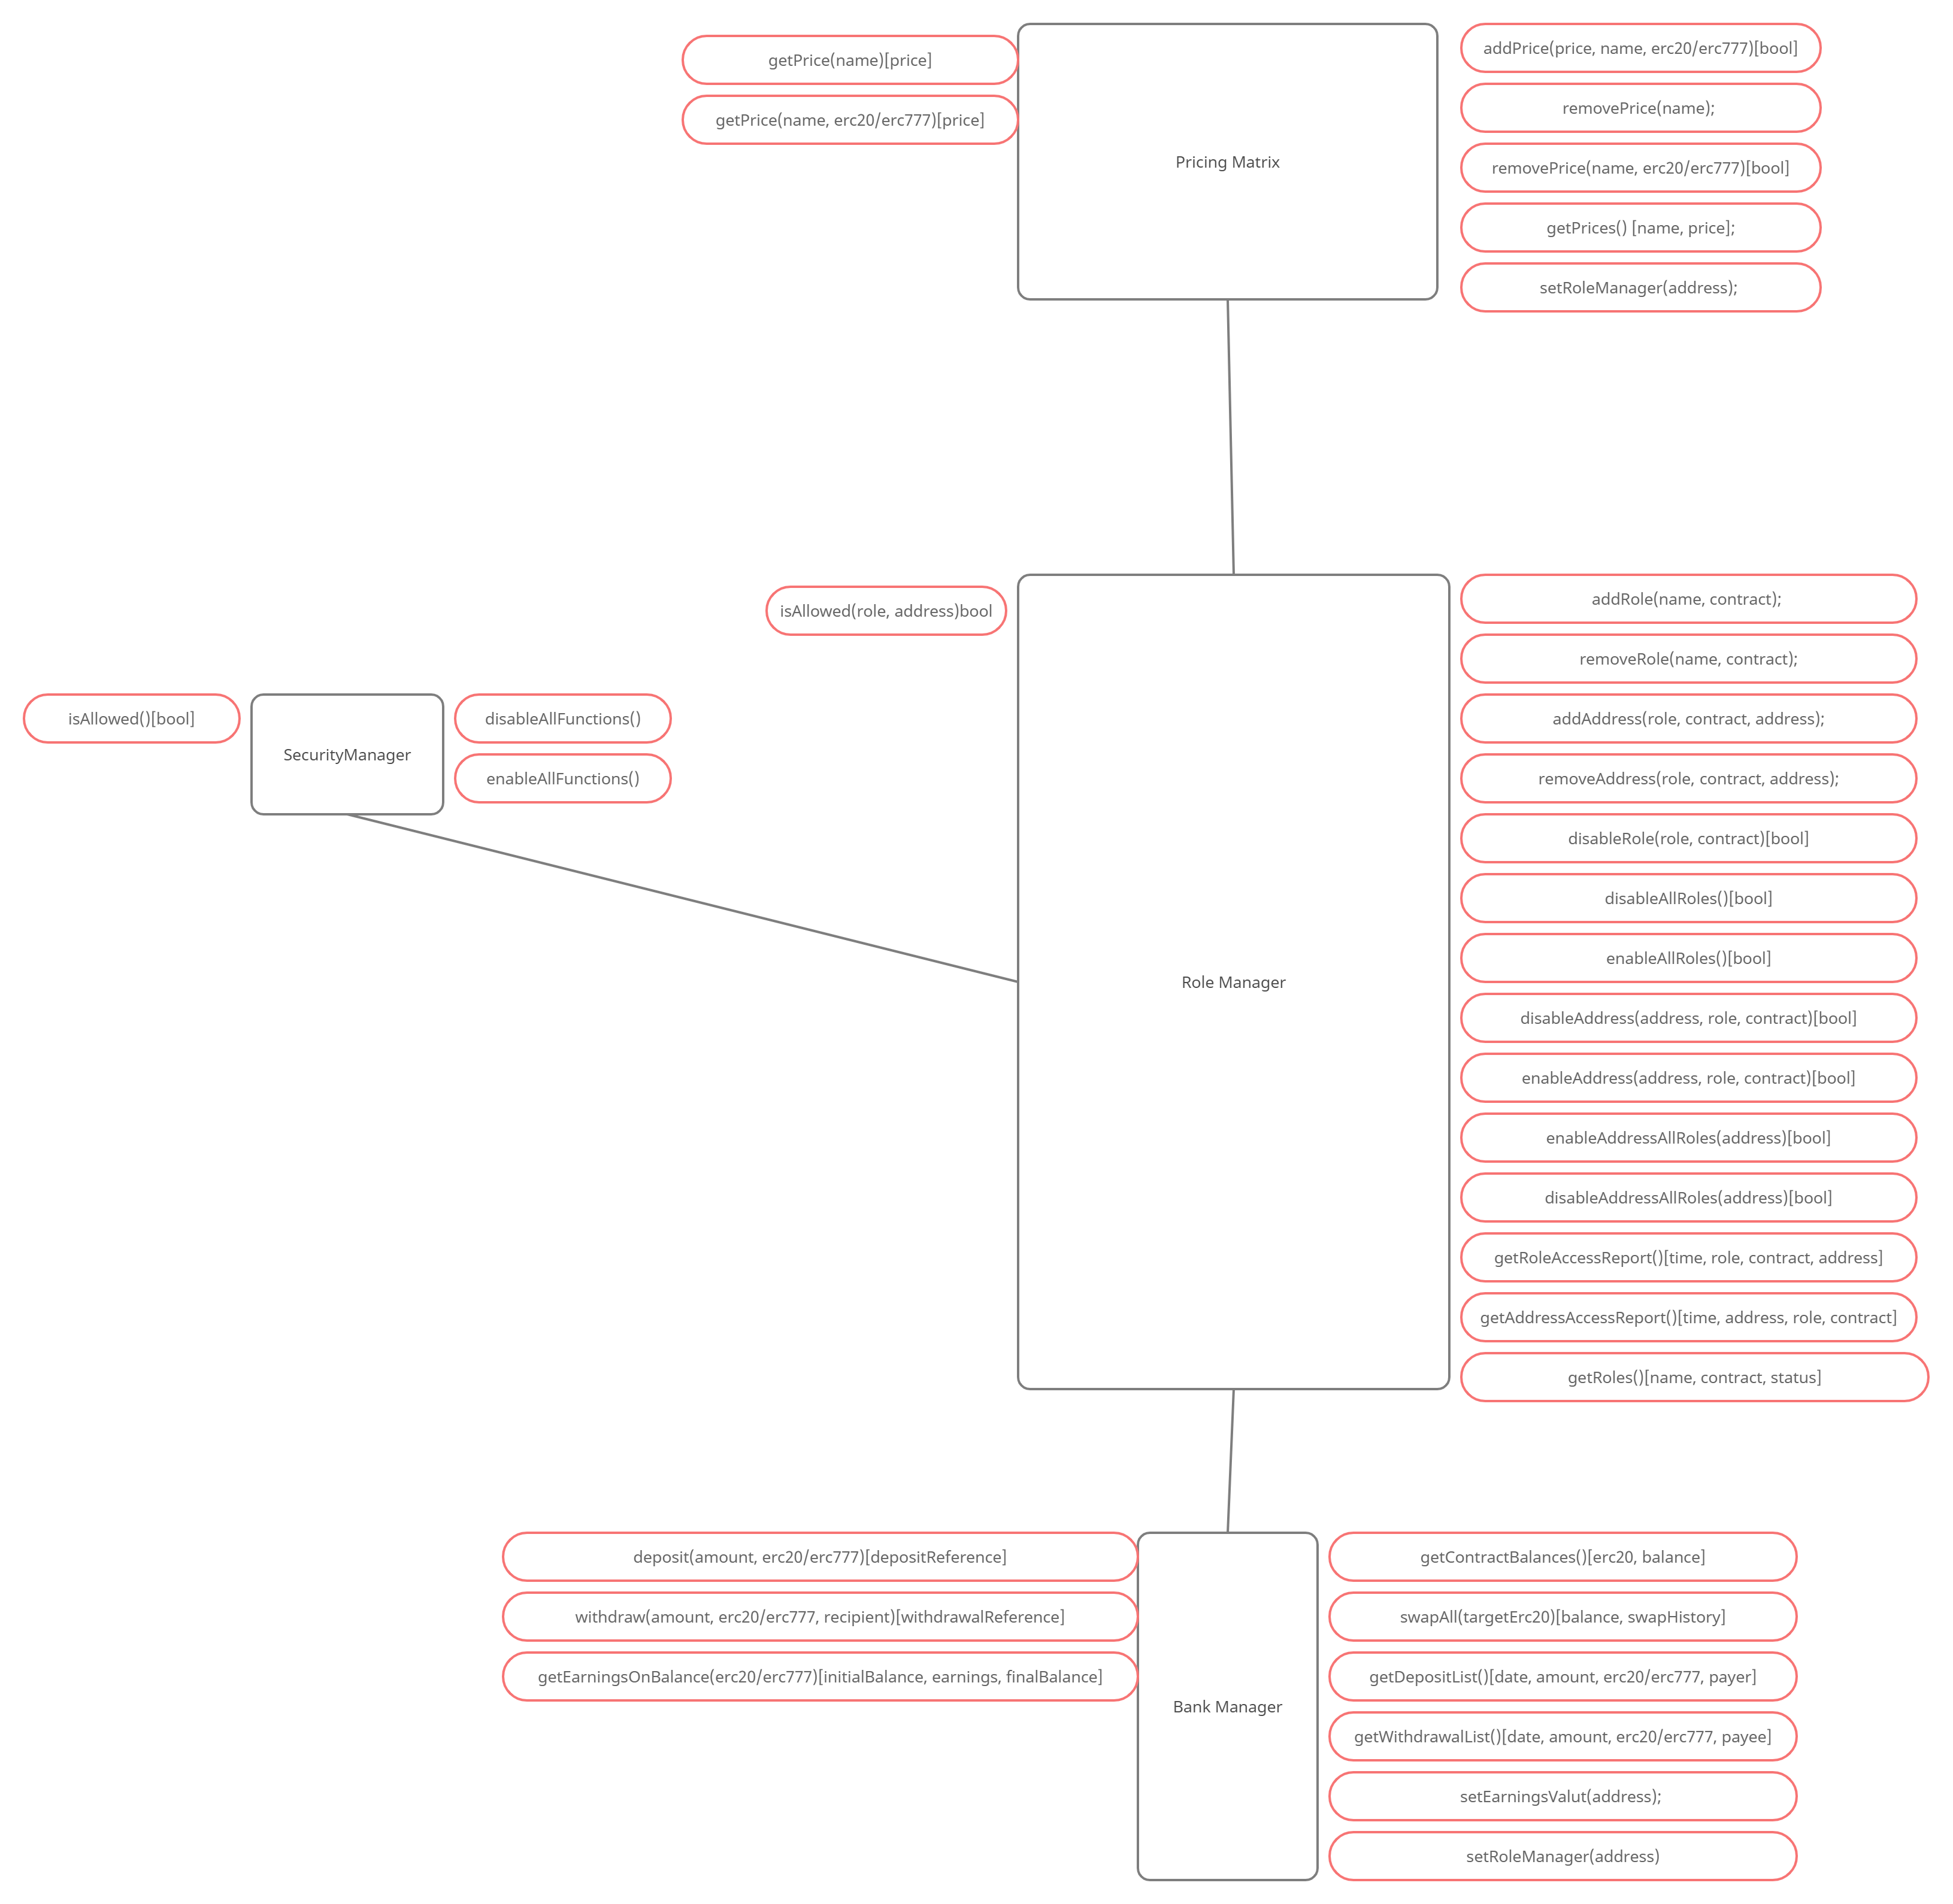 getPrice(name)[price]
getPrice(name, erc20/erc777)[price]
Pricing Matrix
addPrice(price, name, erc20/erc777)[bool]
removePrice(name);
removePrice(name, erc20/erc777)[bool]
getPrices() [name, price];
setRoleManager(address);
isAllowed(role, address)bool
isAllowed()[bool]
SecurityManager
disableAllFunctions()
enableAllFunctions()
Role Manager
addRole(name, contract);
removeRole(name, contract);
addAddress(role, contract, address);
removeAddress(role, contract, address);
disableRole(role, contract)[bool]
disableAllRoles()[bool]
enableAllRoles()[bool]
disableAddress(address, role, contract)[bool]
enableAddress(address, role, contract)[bool]
enableAddressAllRoles(address)[bool]
disableAddressAllRoles(address)[bool]
getRoleAccessReport()[time, role, contract, address]
getAddressAccessReport()[time, address, role, contract]
getRoles()[name, contract, status]
deposit(amount, erc20/erc777)[depositReference]
withdraw(amount, erc20/erc777, recipient)[withdrawalReference]
getEarningsOnBalance(erc20/erc777)[initialBalance, earnings, finalBalance]
Bank Manager
getContractBalances()[erc20, balance]
swapAll(targetErc20)[balance, swapHistory]
getDepositList()[date, amount, erc20/erc777, payer]
getWithdrawalList()[date, amount, erc20/erc777, payee]
setEarningsValut(address);
setRoleManager(address)